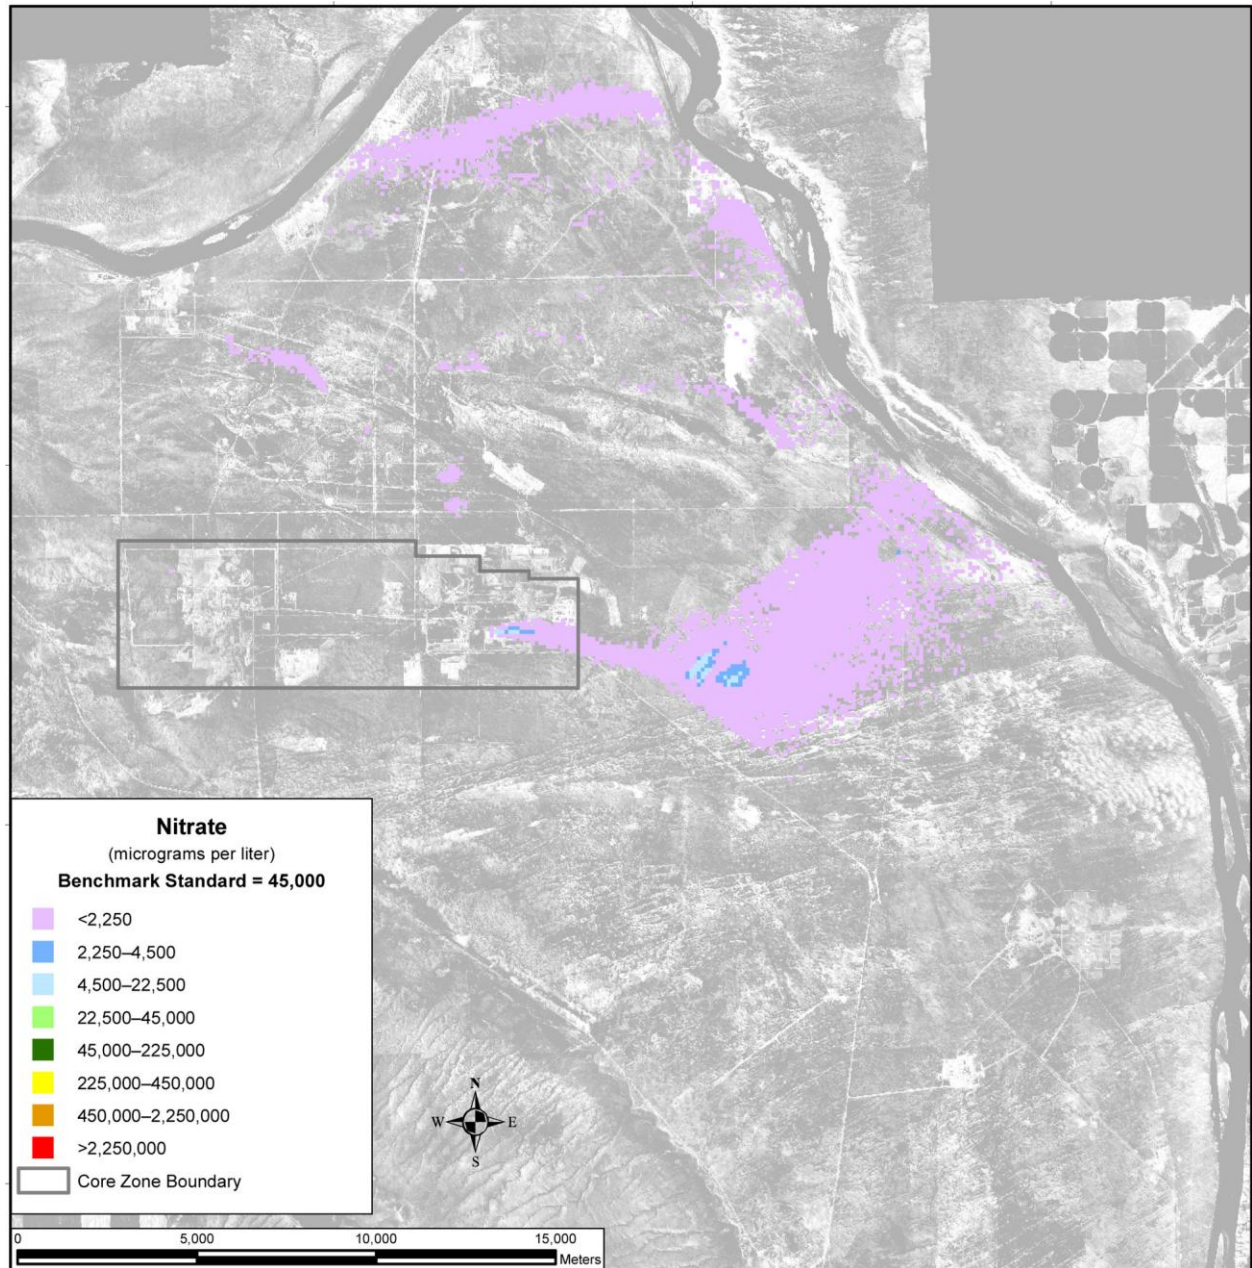 Nitrate
(micrograms per liter)
Benchmark Standard = 45,000
<2,250
2,250–4,500
4,500–22,500
22,500–45,000
45,000–225,000
225,000–450,000
450,000–2,250,000
>2,250,000
Core Zone Boundary
N
W E
S
0 5,000 10,000 15,000
Meters